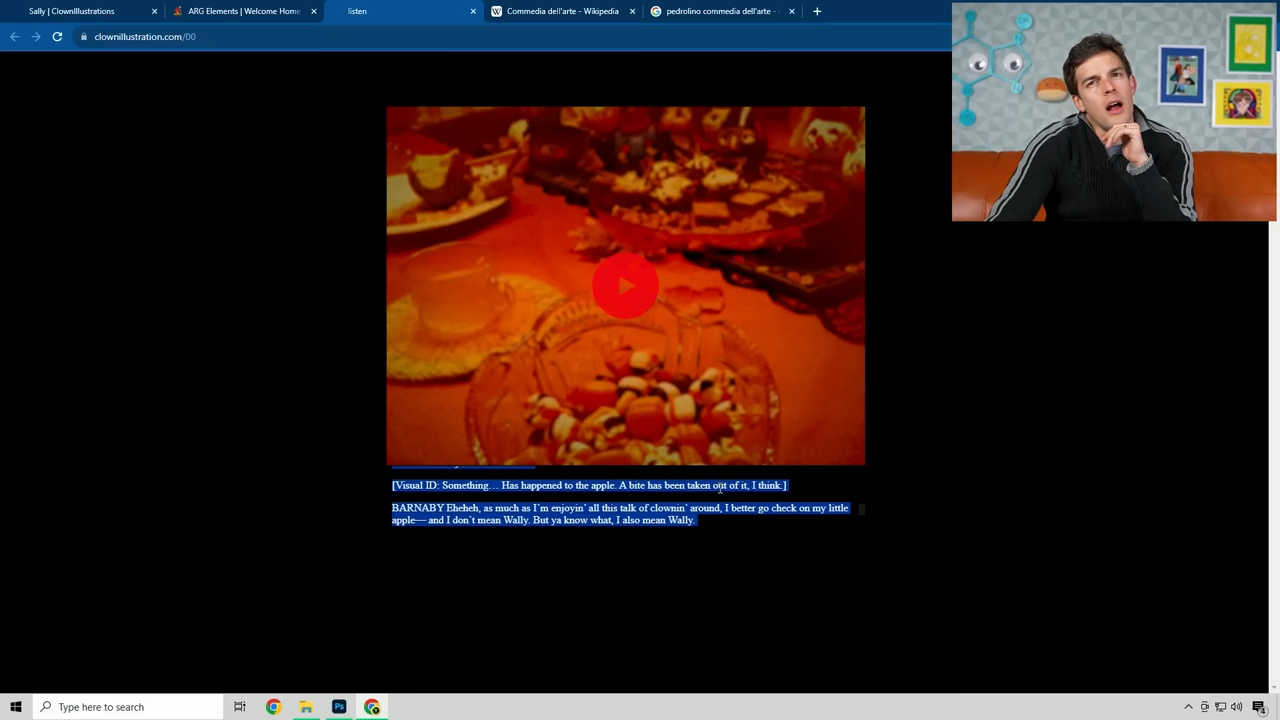 Sally | ClownIllustrations
ARG Elements | Welcome Home
listen
Commedia dell'arte - Wikipedia
pedrolino commedia dell'arte -
clownillustration.com/00
[Visual ID: Something… Has happened to the apple. A bite has been taken out of it, I think.]
BARNABY Eheheh, as much as I'm enjoyin' all this talk of clownin' around, I better go check on my little
apple— and I don't mean Wally. But ya know what, I also mean Wally.
Type here to search
Ps
4